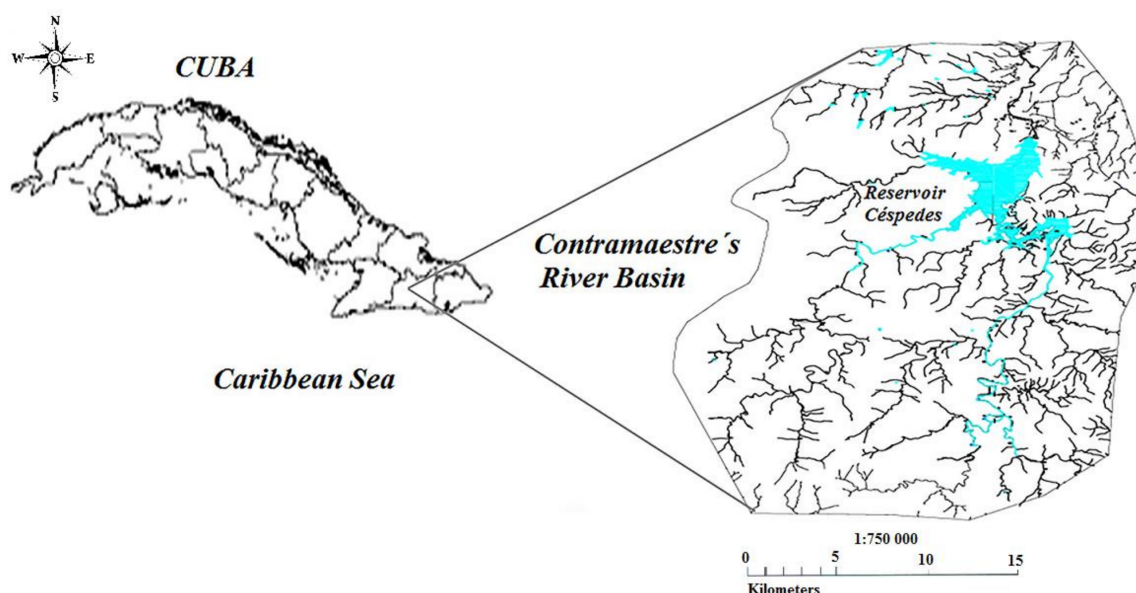 N
W E
S
CUBA
Reservoir
Céspedes
Contramaestre´s
River Basin
Caribbean Sea
1:750 000
0 5 10 15
Kilometers